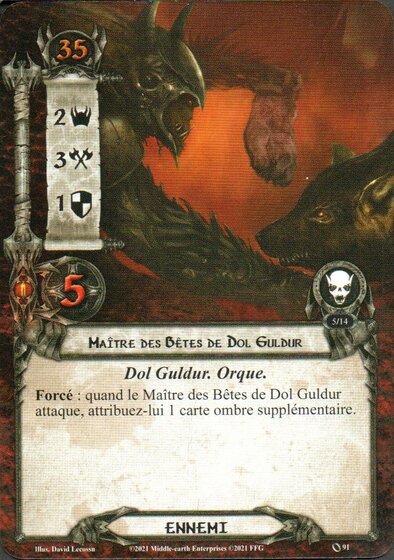 35
2
3
1
5
5/14
Maître des Bêtes de Dol Guldur
Dol Guldur. Orque.
Forcé : quand le Maître des Bêtes de Dol Guldur
attaque, attribuez-lui 1 carte ombre supplémentaire.
ENNEMI
Illus. David Lecossu ©2021 Middle-earth Enterprises ©2021 FFG 91